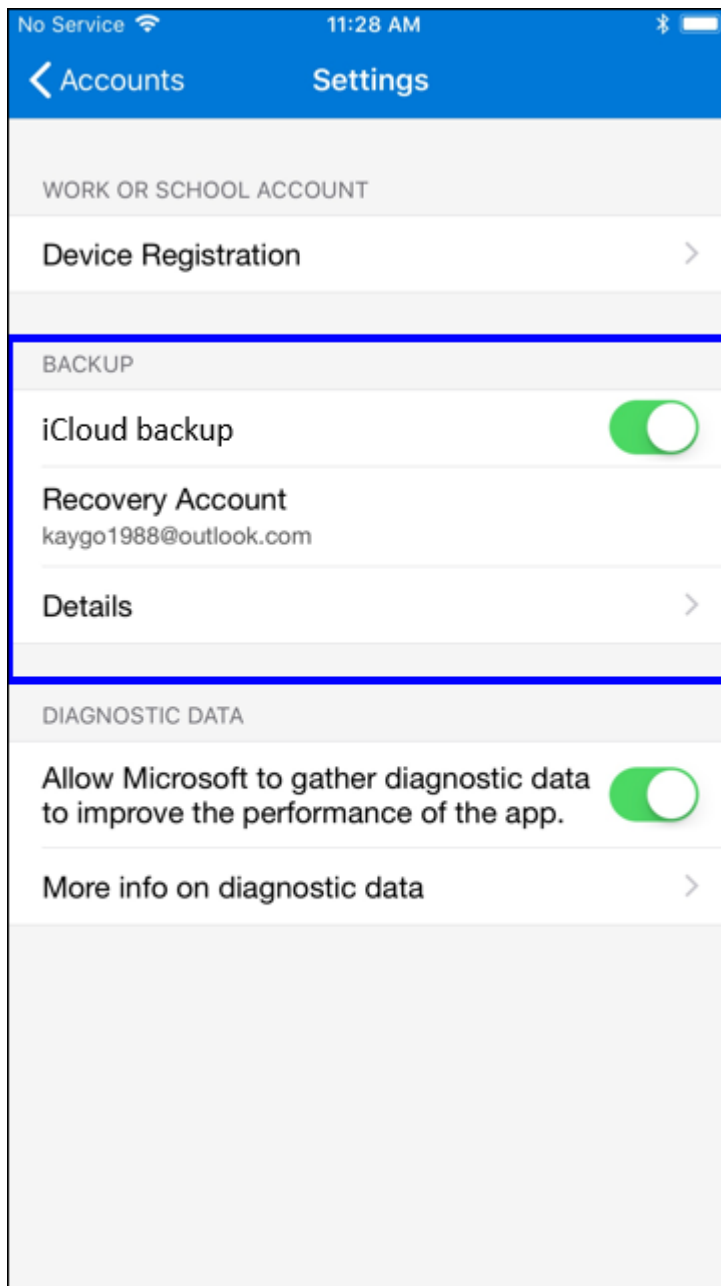 No Service 11:28 AM
Accounts Settings
WORK OR SCHOOL ACCOUNT
Device Registration
BACKUP
iCloud backup
Recovery Account
kaygo1988@outlook.com
Details
DIAGNOSTIC DATA
Allow Microsoft to gather diagnostic data
to improve the performance of the app.
More info on diagnostic data